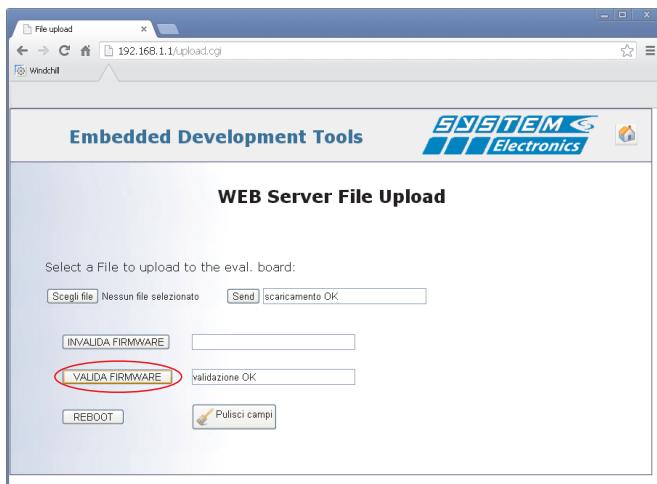 File upload
192.168.1.1/upload.cgi
Windchill
Embedded Development Tools
SYSTEM
Electronics
WEB Server File Upload
Select a File to upload to the eval. board:
Scegli file Nessun file selezionato Send scaricamento OK
INVALIDA FIRMWARE
VALIDA FIRMWARE validazione OK
REBOOT Pulisci campi